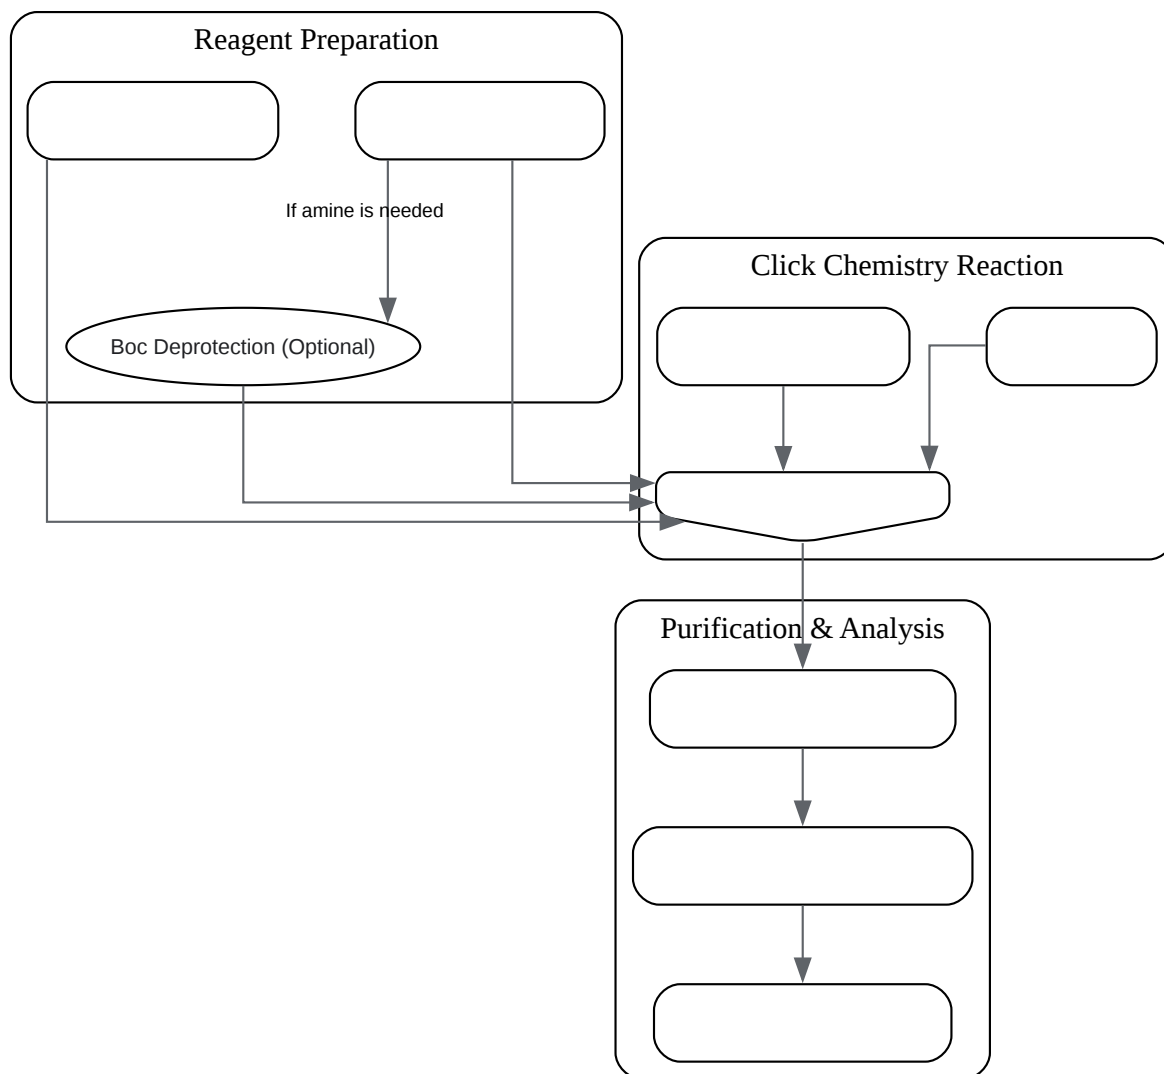 Reagent Preparation
If amine is needed
Click Chemistry Reaction
Boc Deprotection (Optional)
Purification & Analysis